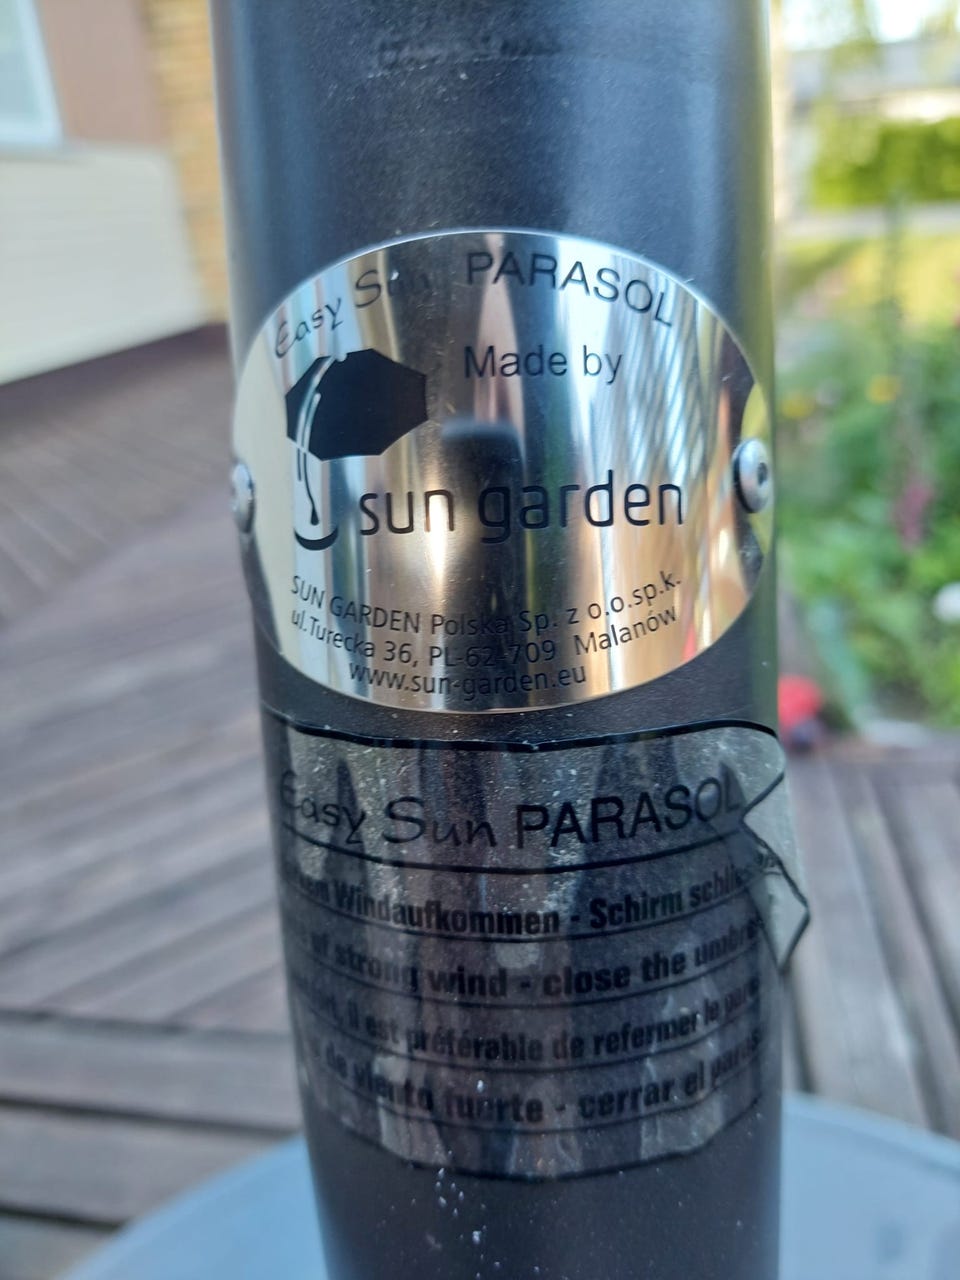 Easy Sun PARASOL
Made by
sun garden
SUN GARDEN Polska Sp. z o.o.sp.k.
ul.Turecka 36, PL-62-709 Malanów
www.sun-garden.eu
Easy Sun PARASOL
Windaufkommen - Schirm
of strong wind - close the
il est préférable de refermer le
de viento fuerte - cerrar el